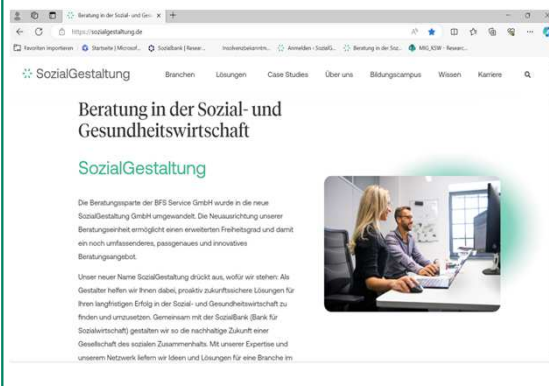 Beratung in der Sozial- und Ges
https://sozialgestaltung.de
Favoriten importieren
Startseite | Microsof...
SozialBank | Resear...
Insolvenzbekanntm...
Anmelden - SozialG...
Beratung in der Soz...
MIG_KSW - Researc...
SozialGestaltung
Branchen
Lösungen
Case Studies
Über uns
Bildungscampus
Wissen
Karriere
Beratung in der Sozial- und
Gesundheitswirtschaft
SozialGestaltung
Die Beratungssparte der BFS Service GmbH wurde in die neue
SozialGestaltung GmbH umgewandelt. Die Neuausrichtung unserer
Beratungseinheit ermöglicht einen erweiterten Freiheitsgrad und damit
ein noch umfassenderes, passgenaues und innovatives
Beratungsangebot.
Unser neuer Name SozialGestaltung drückt aus, wofür wir stehen: Als
Gestalter helfen wir Ihnen dabei, proaktiv zukunftssichere Lösungen für
Ihren langfristigen Erfolg in der Sozial- und Gesundheitswirtschaft zu
finden und umzusetzen. Gemeinsam mit der SozialBank (Bank für
Sozialwirtschaft) gestalten wir so die nachhaltige Zukunft einer
Gesellschaft des sozialen Zusammenhalts. Mit unserer Expertise und
unserem Netzwerk liefern wir Ideen und Lösungen für eine Branche im